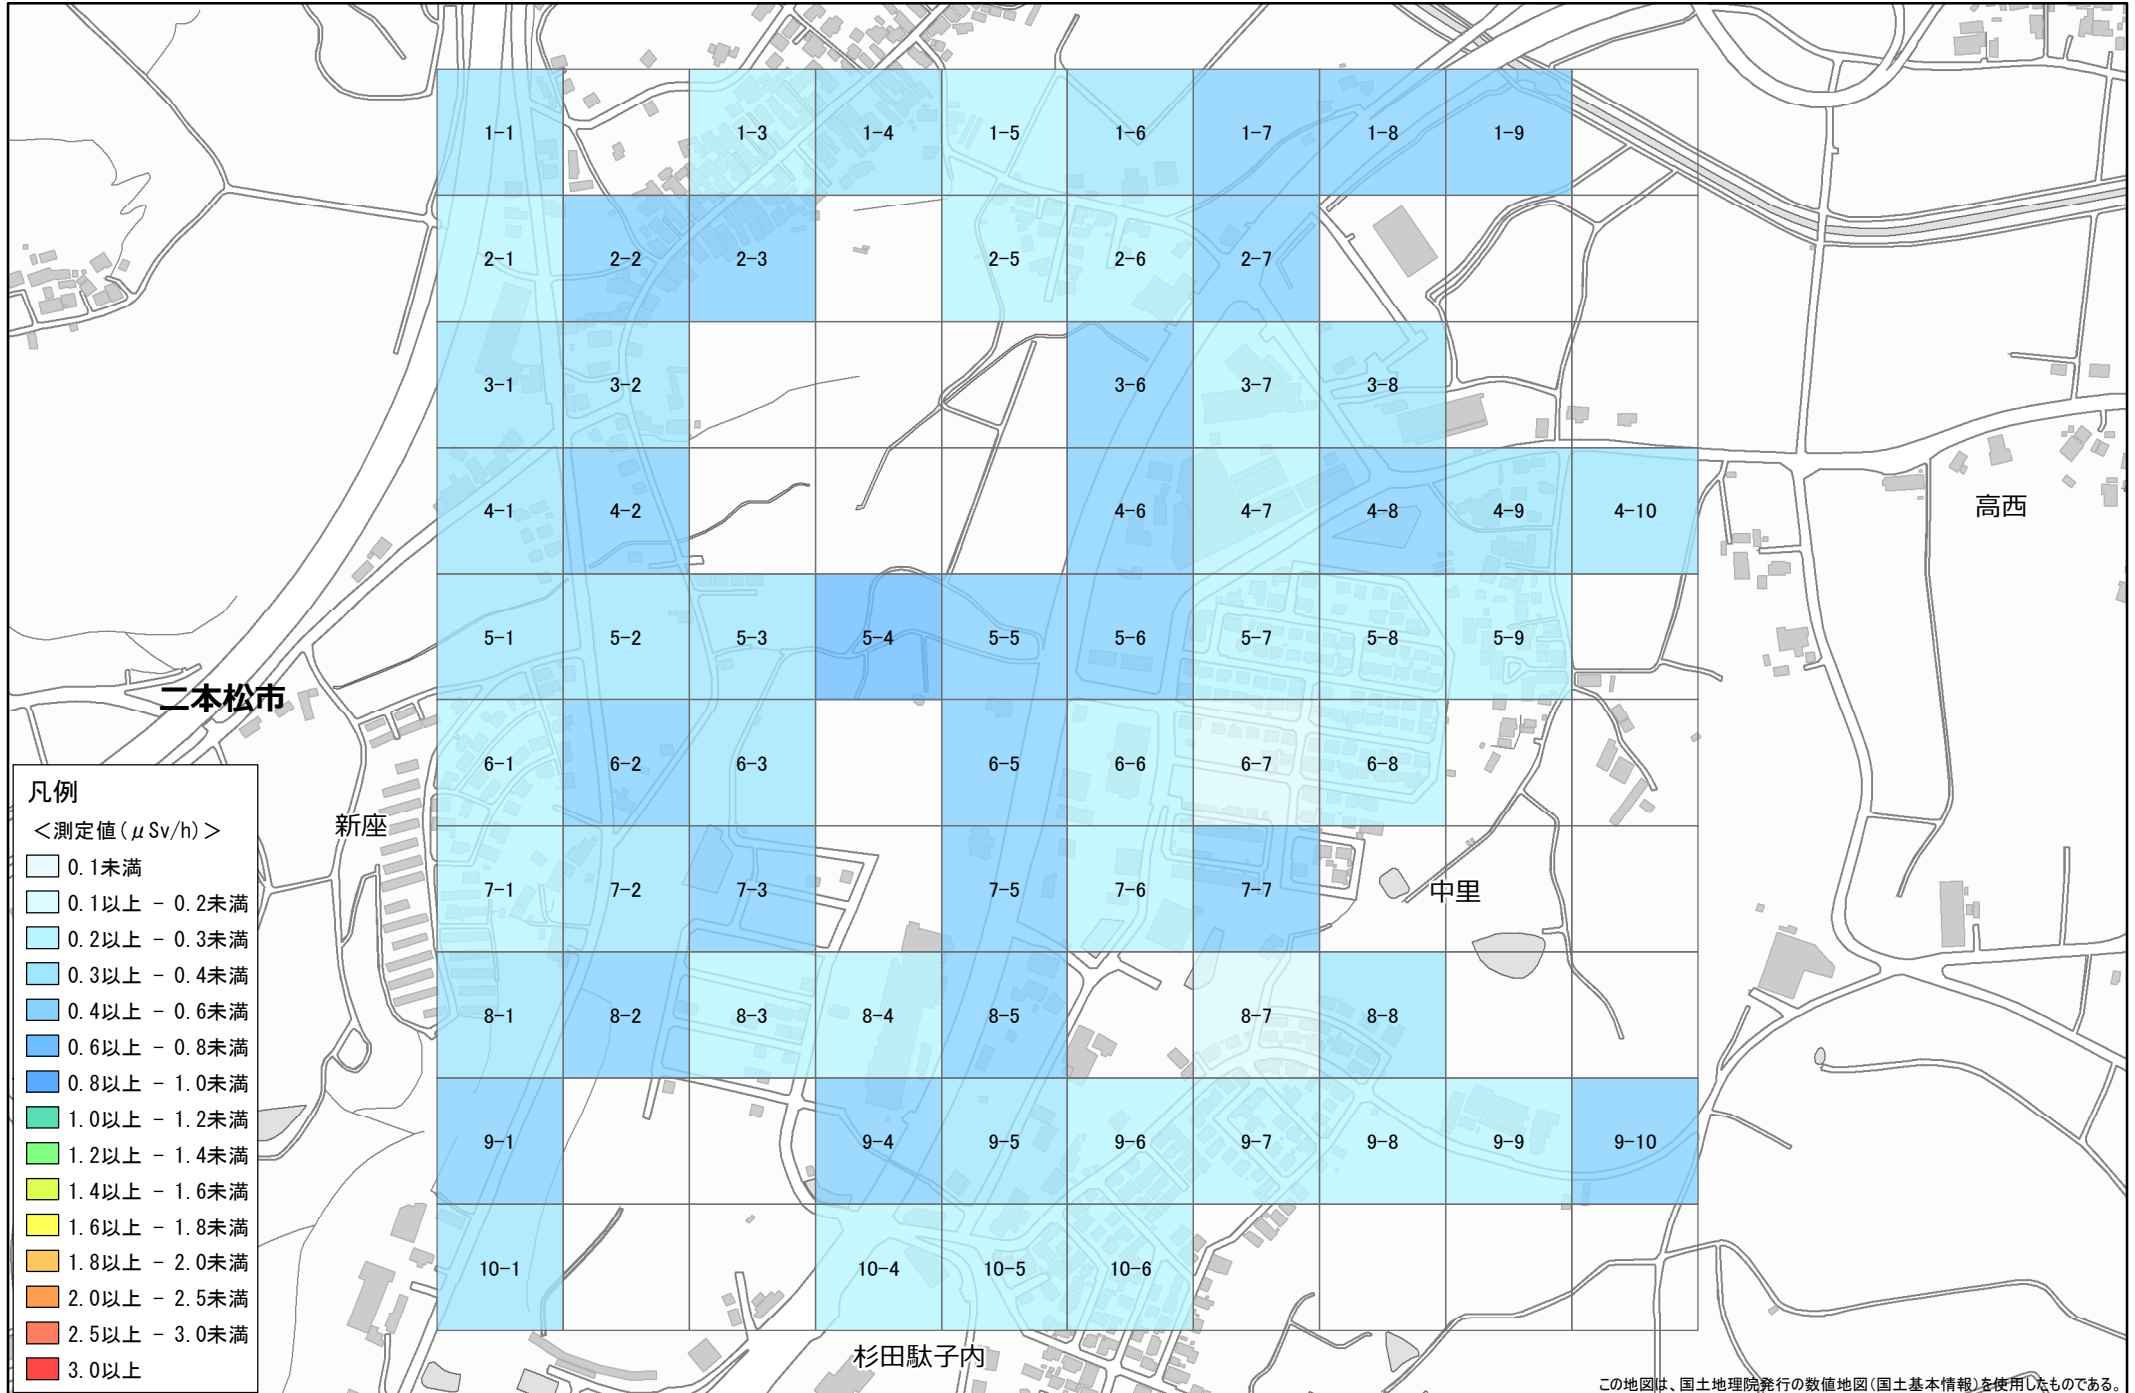 1-1 1-3 1-4 1-5 1-6 1-7 1-8 1-9
2-1 2-2 2-3 2-5 2-6 2-7
3-1 3-2 3-6 3-7 3-8
4-1 4-2 4-6 4-7 4-8 4-9 4-10
高西
5-1 5-2 5-3 5-4 5-5 5-6 5-7 5-8 5-9
二本松市
6-1 6-2 6-3 6-5 6-6 6-7 6-8
新座
7-1 7-2 7-3 7-5 7-6 7-7
中里
8-1 8-2 8-3 8-4 8-5 8-7 8-8
9-1 9-4 9-5 9-6 9-7 9-8 9-9 9-10
10-1 10-4 10-5 10-6
杉田駄子内
凡例
＜測定値(μSv/h)＞
0.1未満
0.1以上 － 0.2未満
0.2以上 － 0.3未満
0.3以上 － 0.4未満
0.4以上 － 0.6未満
0.6以上 － 0.8未満
0.8以上 － 1.0未満
1.0以上 － 1.2未満
1.2以上 － 1.4未満
1.4以上 － 1.6未満
1.6以上 － 1.8未満
1.8以上 － 2.0未満
2.0以上 － 2.5未満
2.5以上 － 3.0未満
3.0以上
この地図は、国土地理院発行の数値地図(国土基本情報)を使用したものである。